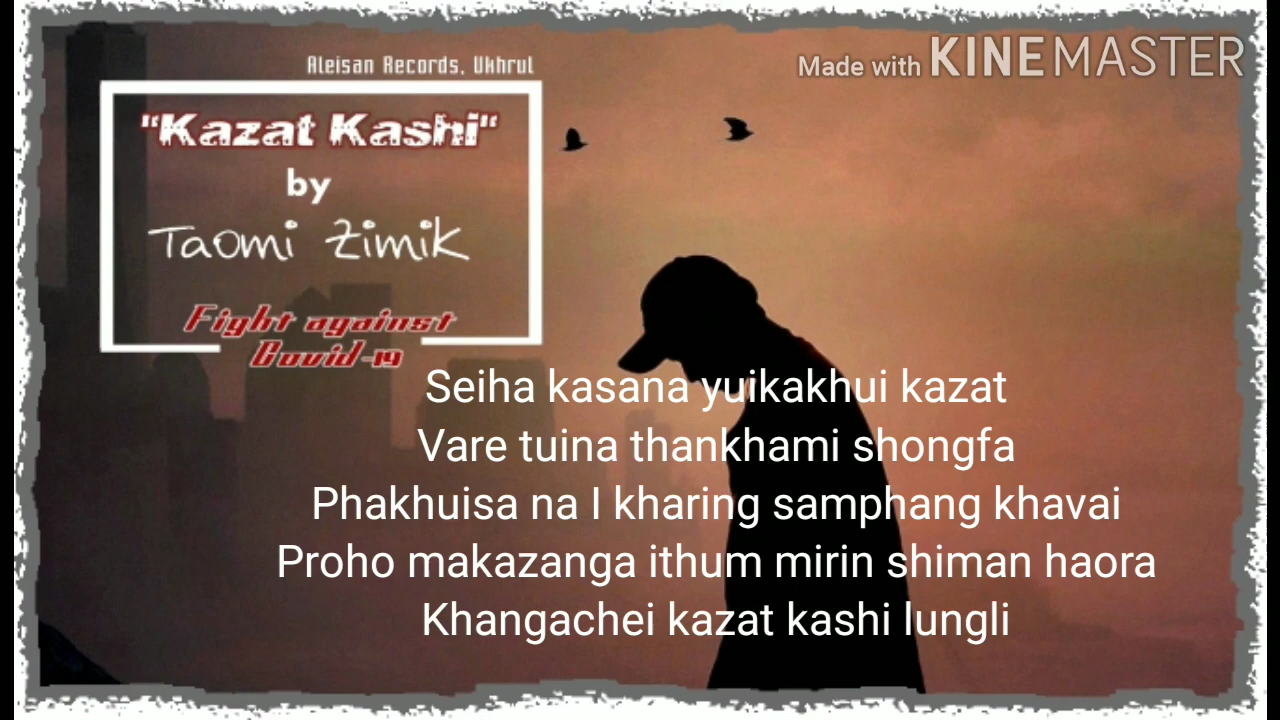 Aleisan Records, Ukhrul
Made with KINEMASTER
"Kazat Kashi"
by
Taomi Zimik
Fight against
Covid-19
Seiha kasana yuikakhui kazat
Vare tuina thankhami shongfa
Phakhuisa na I kharing samphang khavai
Proho makazanga ithum mirin shiman haora
Khangachei kazat kashi lungli